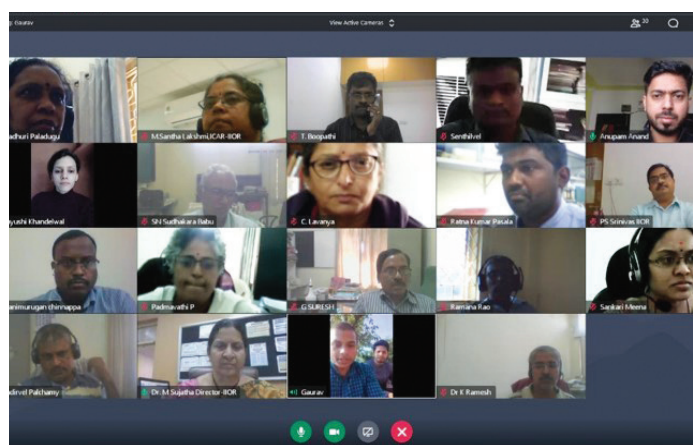 Gaurav
View Active Cameras
20
adhuri Paladugu
M.Santha Lakshmi,ICAR-IIOR
T. Boopathi
Senthilvel
Anupam Anand
yushi Khandelwal
SN Sudhakara Babu
C. Lavanya
Ratna Kumar Pasala
PS Srinivas IIOR
animurugan chinnappa
Padmavathi P
G SURESH
Ramana Rao
Sankari Meena
adirvel Palchamy
Dr.M Sujatha Director-IIOR
Gaurav
Dr K Ramesh